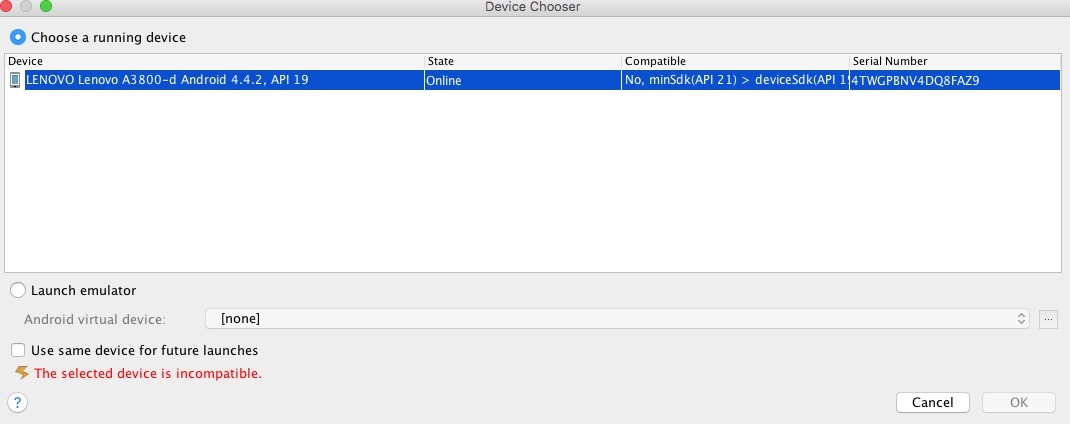 Device Chooser
Choose a running device
Device State Compatible Serial Number
LENOVO Lenovo A3800-d Android 4.4.2, API 19 Online No, minSdk(API 21) > deviceSdk(API 1 4TWGPBNV4DQ8FAZ9
Launch emulator
Android virtual device: [none] ...
Use same device for future launches
The selected device is incompatible.
? Cancel OK